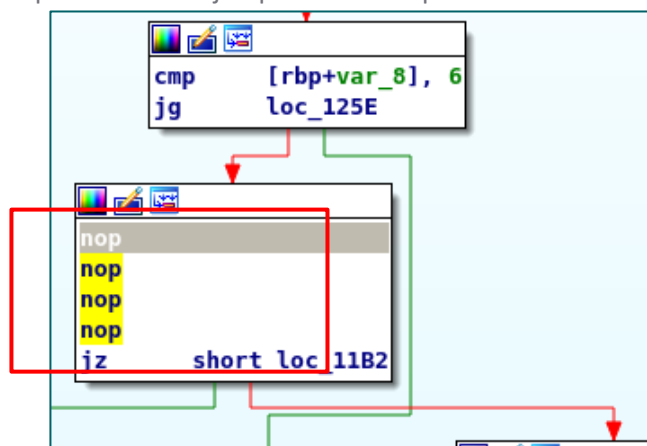 cmp [rbp+var_8], 6
jg loc_125E
nop
nop
nop
nop
jz short loc_11B2